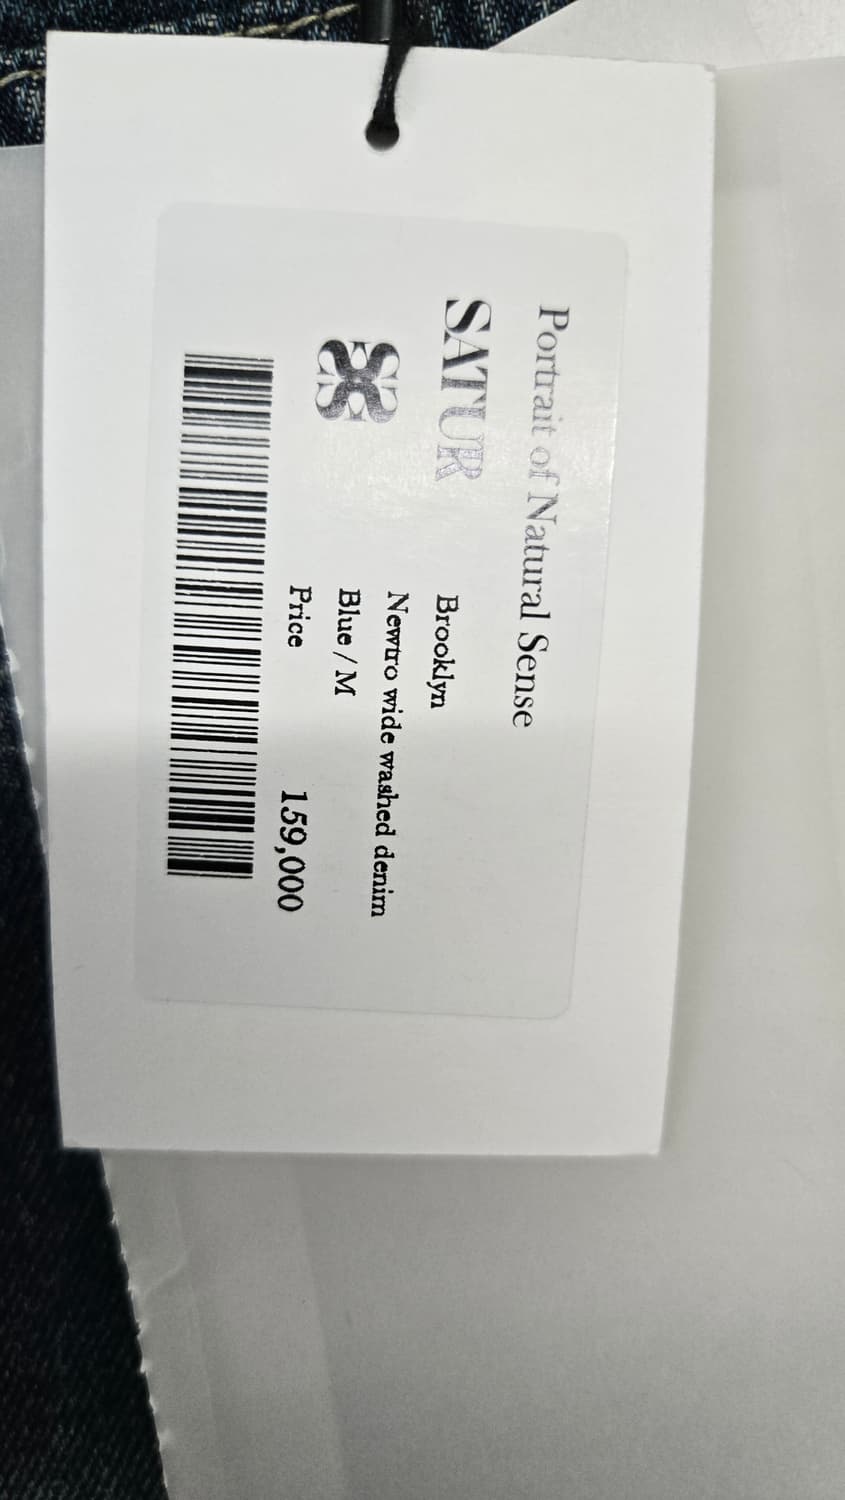 Portrait of Natural Sense
SATUR
Brooklyn
Newtro wide washed denim
Blue / M
Price 159,000